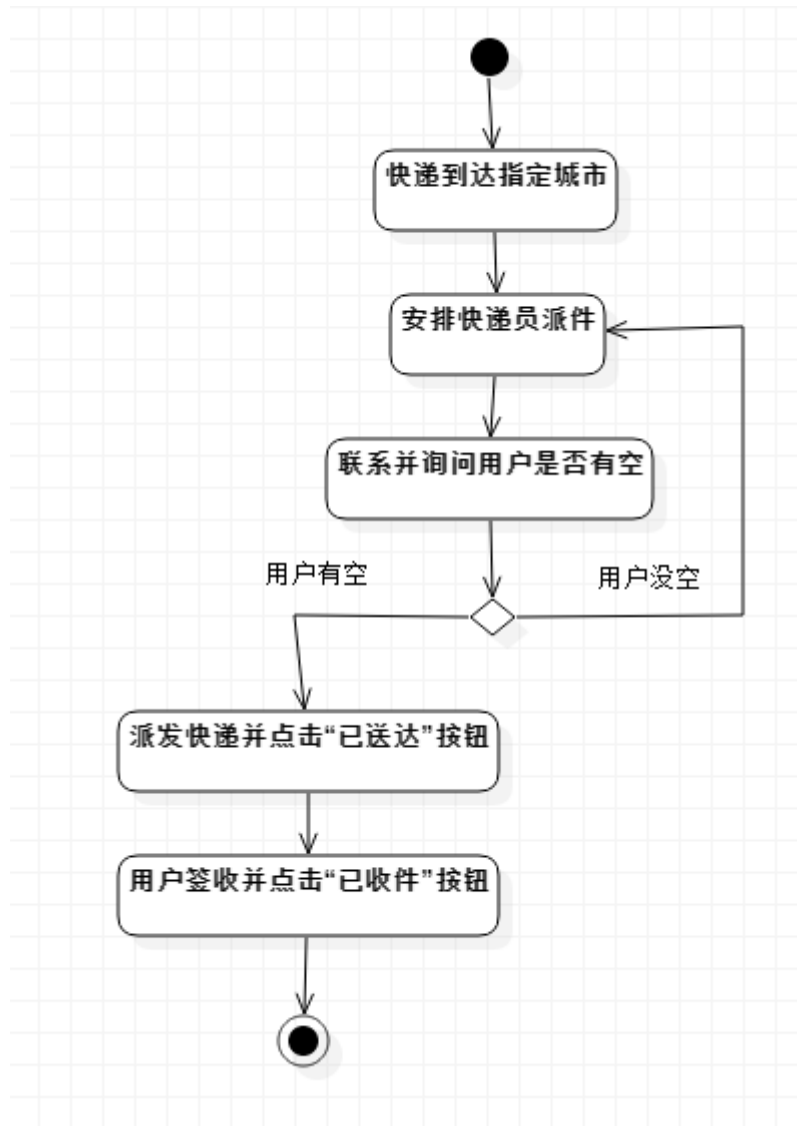 快递到达指定城市
安排快递员派件
联系并询问用户是否有空
用户有空
用户没空
派发快递并点击“已送达”按钮
用户签收并点击“已收件”按钮